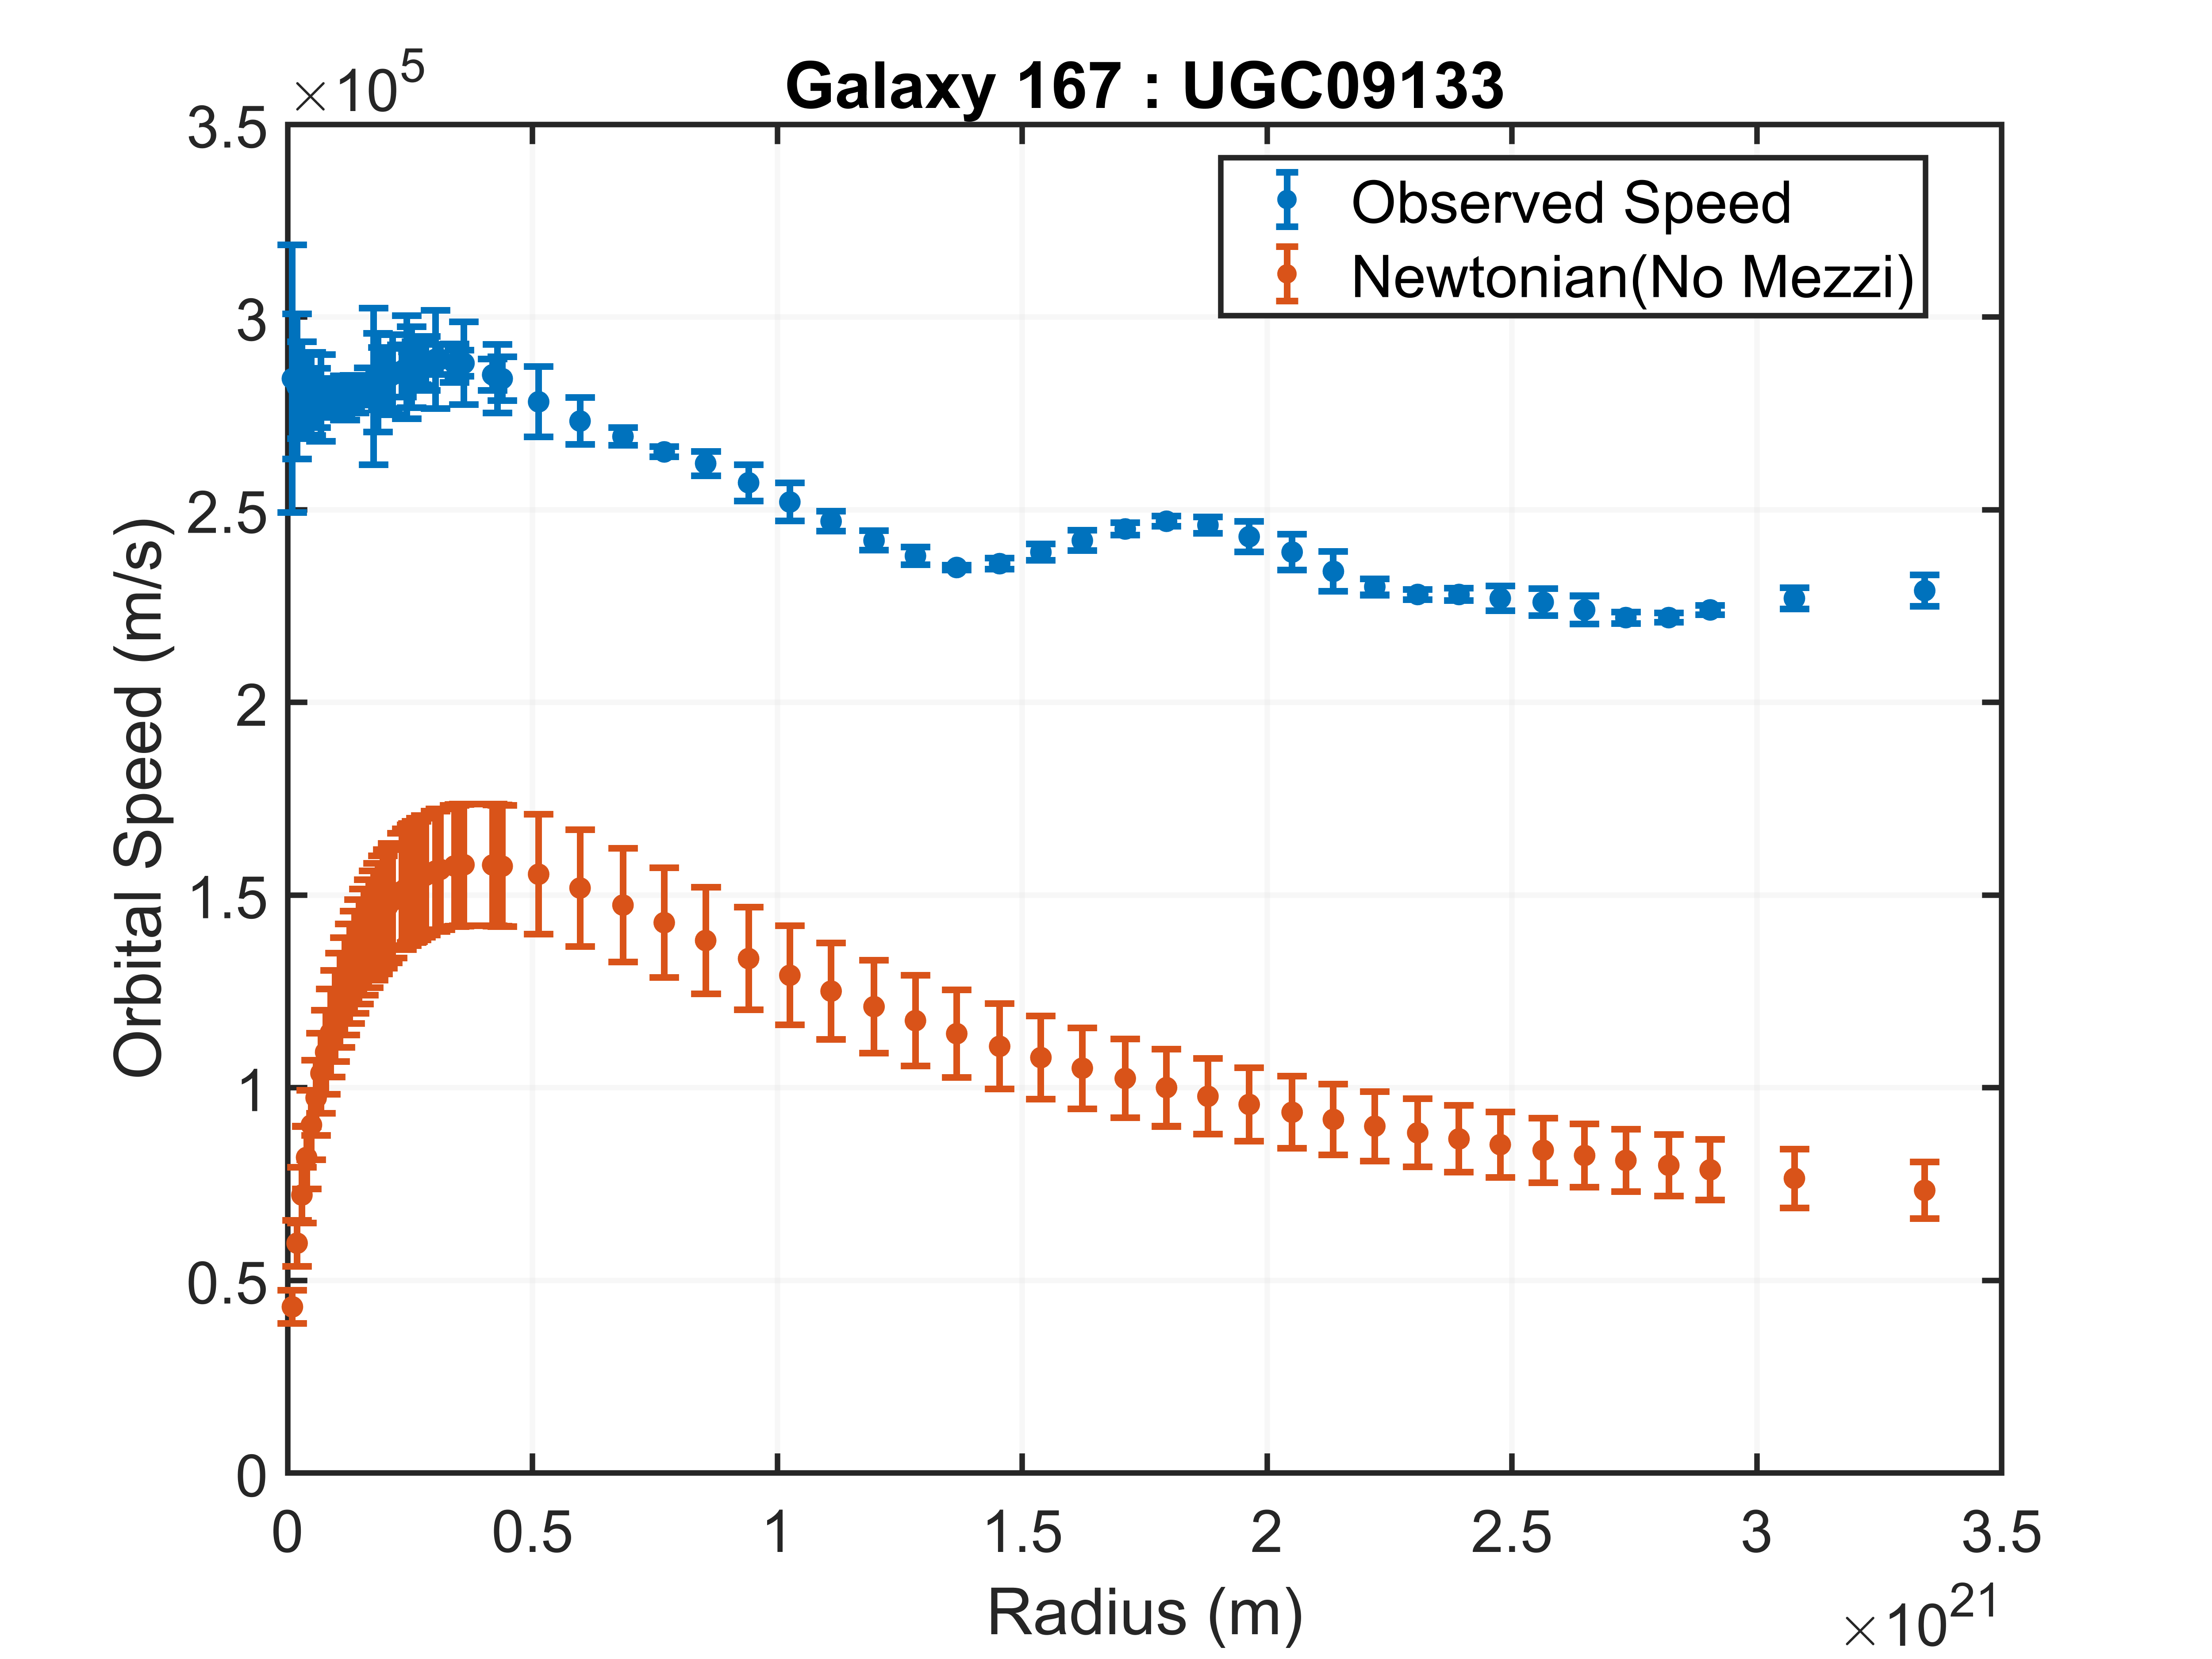 ×10^5
Galaxy 167 : UGC09133
3.5
3
2.5
2
1.5
1
0.5
0
Orbital Speed (m/s)
Observed Speed
Newtonian(No Mezzi)
0 0.5 1 1.5 2 2.5 3 3.5
Radius (m)
×10^21